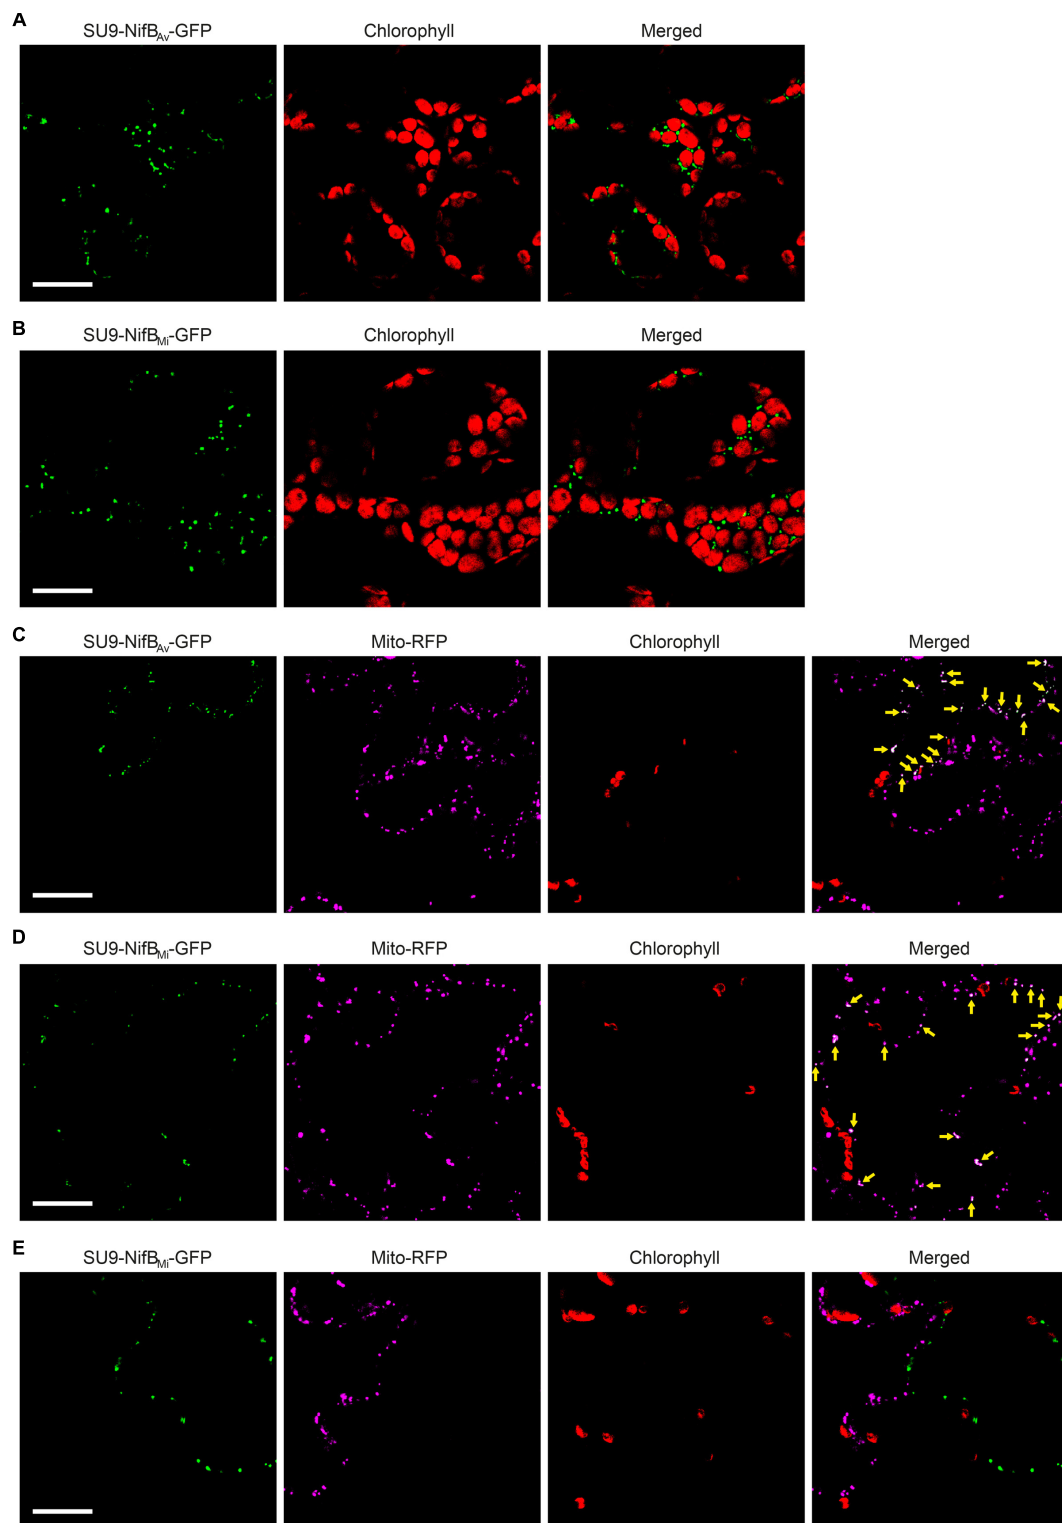 A
SU9-NifBAv-GFP Chlorophyll Merged
B
SU9-NifBMi-GFP Chlorophyll Merged
C
SU9-NifBAv-GFP Mito-RFP Chlorophyll Merged
D
SU9-NifBMi-GFP Mito-RFP Chlorophyll Merged
E
SU9-NifBMi-GFP Mito-RFP Chlorophyll Merged